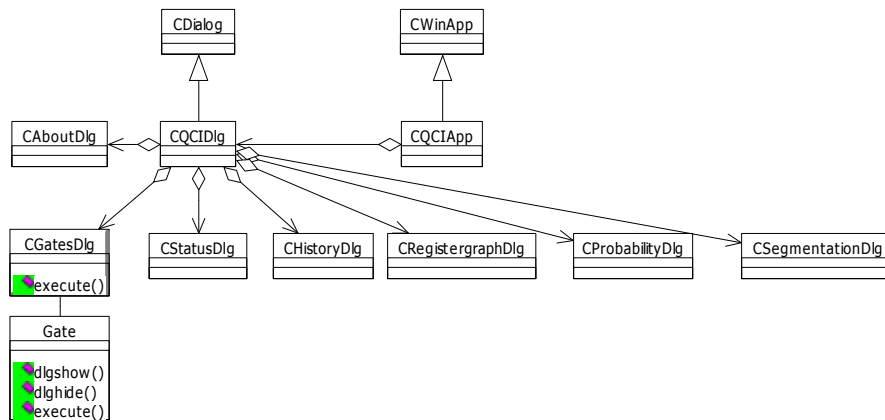 CDialog
CWinApp
CAboutDlg
CQCIDlg
CQCIApp
CGatesDlg
execute()
CStatusDlg
CHistoryDlg
CRegistergraphDlg
CProbabilityDlg
CSegmentationDlg
Gate
dlgshow()
dlghide()
execute()